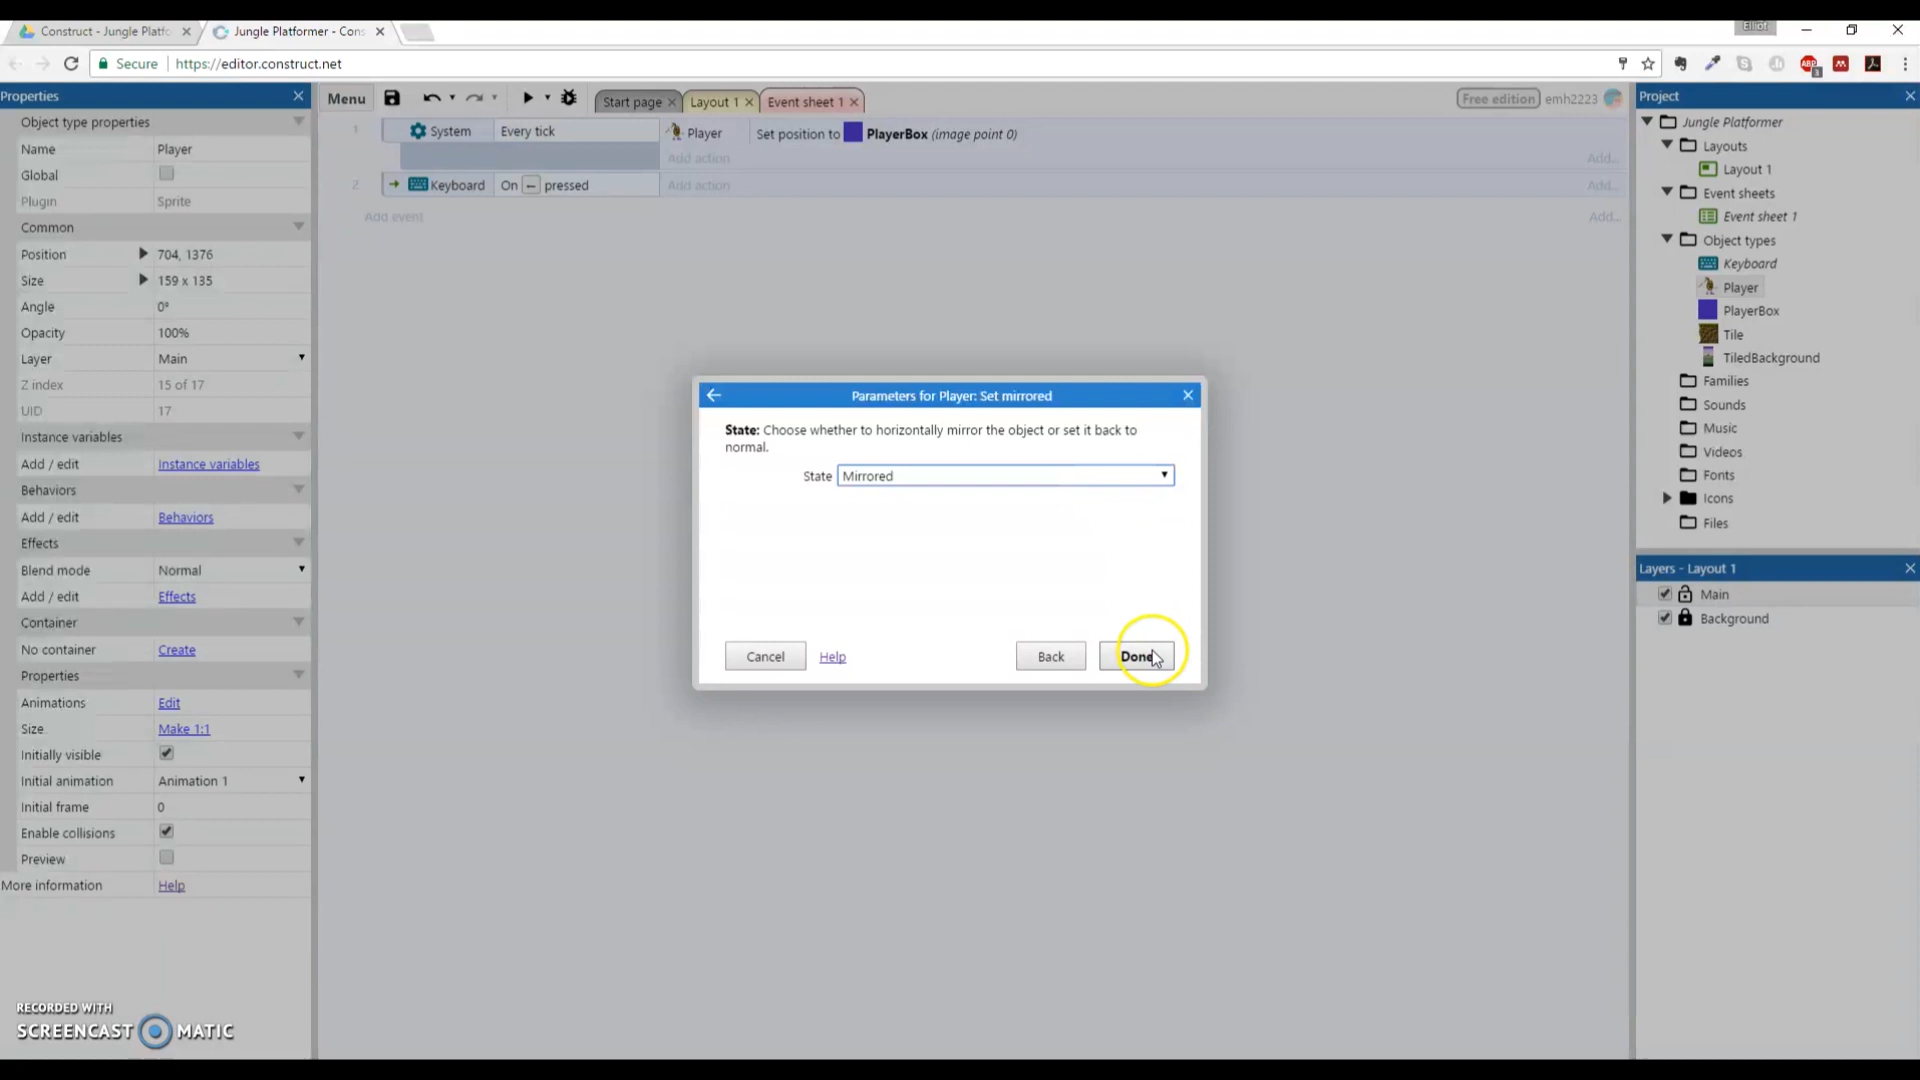 Construct - Jungle Platfo
Jungle Platformer - Cons
Elliot
Secure
https://editor.construct.net
Properties
Menu
Start page
Layout 1
Event sheet 1
Free edition
emh2223
Project
Object type properties
Name
Player
Global
Plugin
Sprite
Common
Position
704, 1376
Size
159 x 135
Angle
0°
Opacity
100%
Layer
Main
Z index
15 of 17
UID
17
Instance variables
Add / edit
Instance variables
Behaviors
Add / edit
Behaviors
Effects
Blend mode
Normal
Add / edit
Effects
Container
No container
Create
Properties
Animations
Edit
Size
Make 1:1
Initially visible
Initial animation
Animation 1
Initial frame
0
Enable collisions
Preview
More information
Help
RECORDED WITH
SCREENCAST MATIC
1
System
Every tick
Player
Set position to PlayerBox (image point 0)
Add action
Add...
2
Keyboard
On ← pressed
Add action
Add...
Add event
Add...
Parameters for Player: Set mirrored
State: Choose whether to horizontally mirror the object or set it back to
normal.
State
Mirrored
Cancel
Help
Back
Done
Jungle Platformer
Layouts
Layout 1
Event sheets
Event sheet 1
Object types
Keyboard
Player
PlayerBox
Tile
TiledBackground
Families
Sounds
Music
Videos
Fonts
Icons
Files
Layers - Layout 1
Main
Background